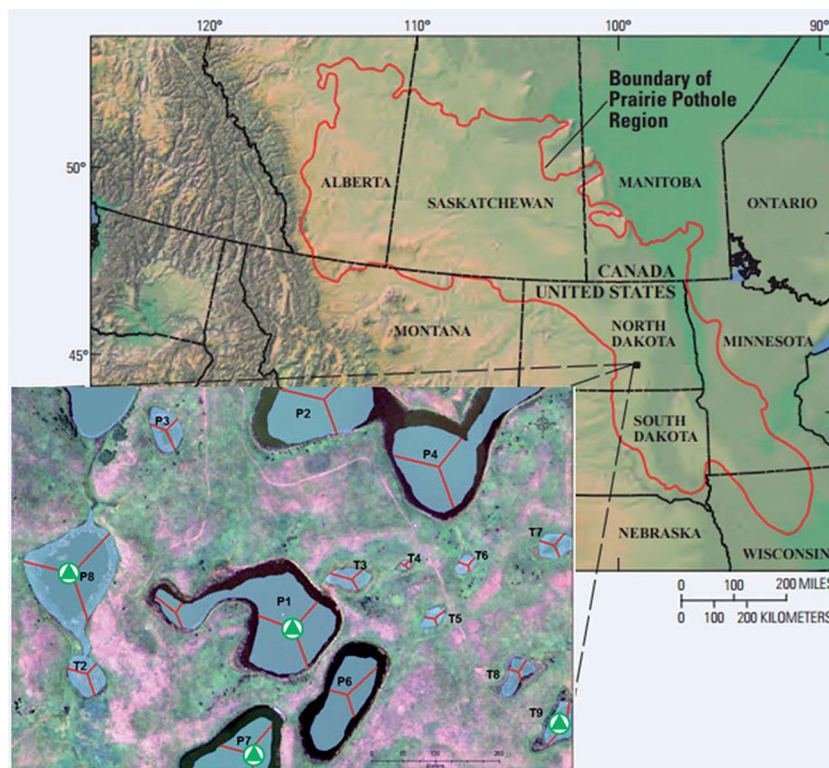 120°
110°
100°
90°
Boundary of
Prairie Pothole
Region
50°
ALBERTA
SASKATCHEWAN
MANITOBA
ONTARIO
CANADA
UNITED STATES
MONTANA
NORTH
DAKOTA
MINNESOTA
45°
SOUTH
DAKOTA
NEBRASKA
WISCONSIN
0 100 200 MILES
0 100 200 KILOMETERS
P3
P2
P4
T7
P8
T3
T4
T6
P1
T5
T2
P6
T8
T9
P7